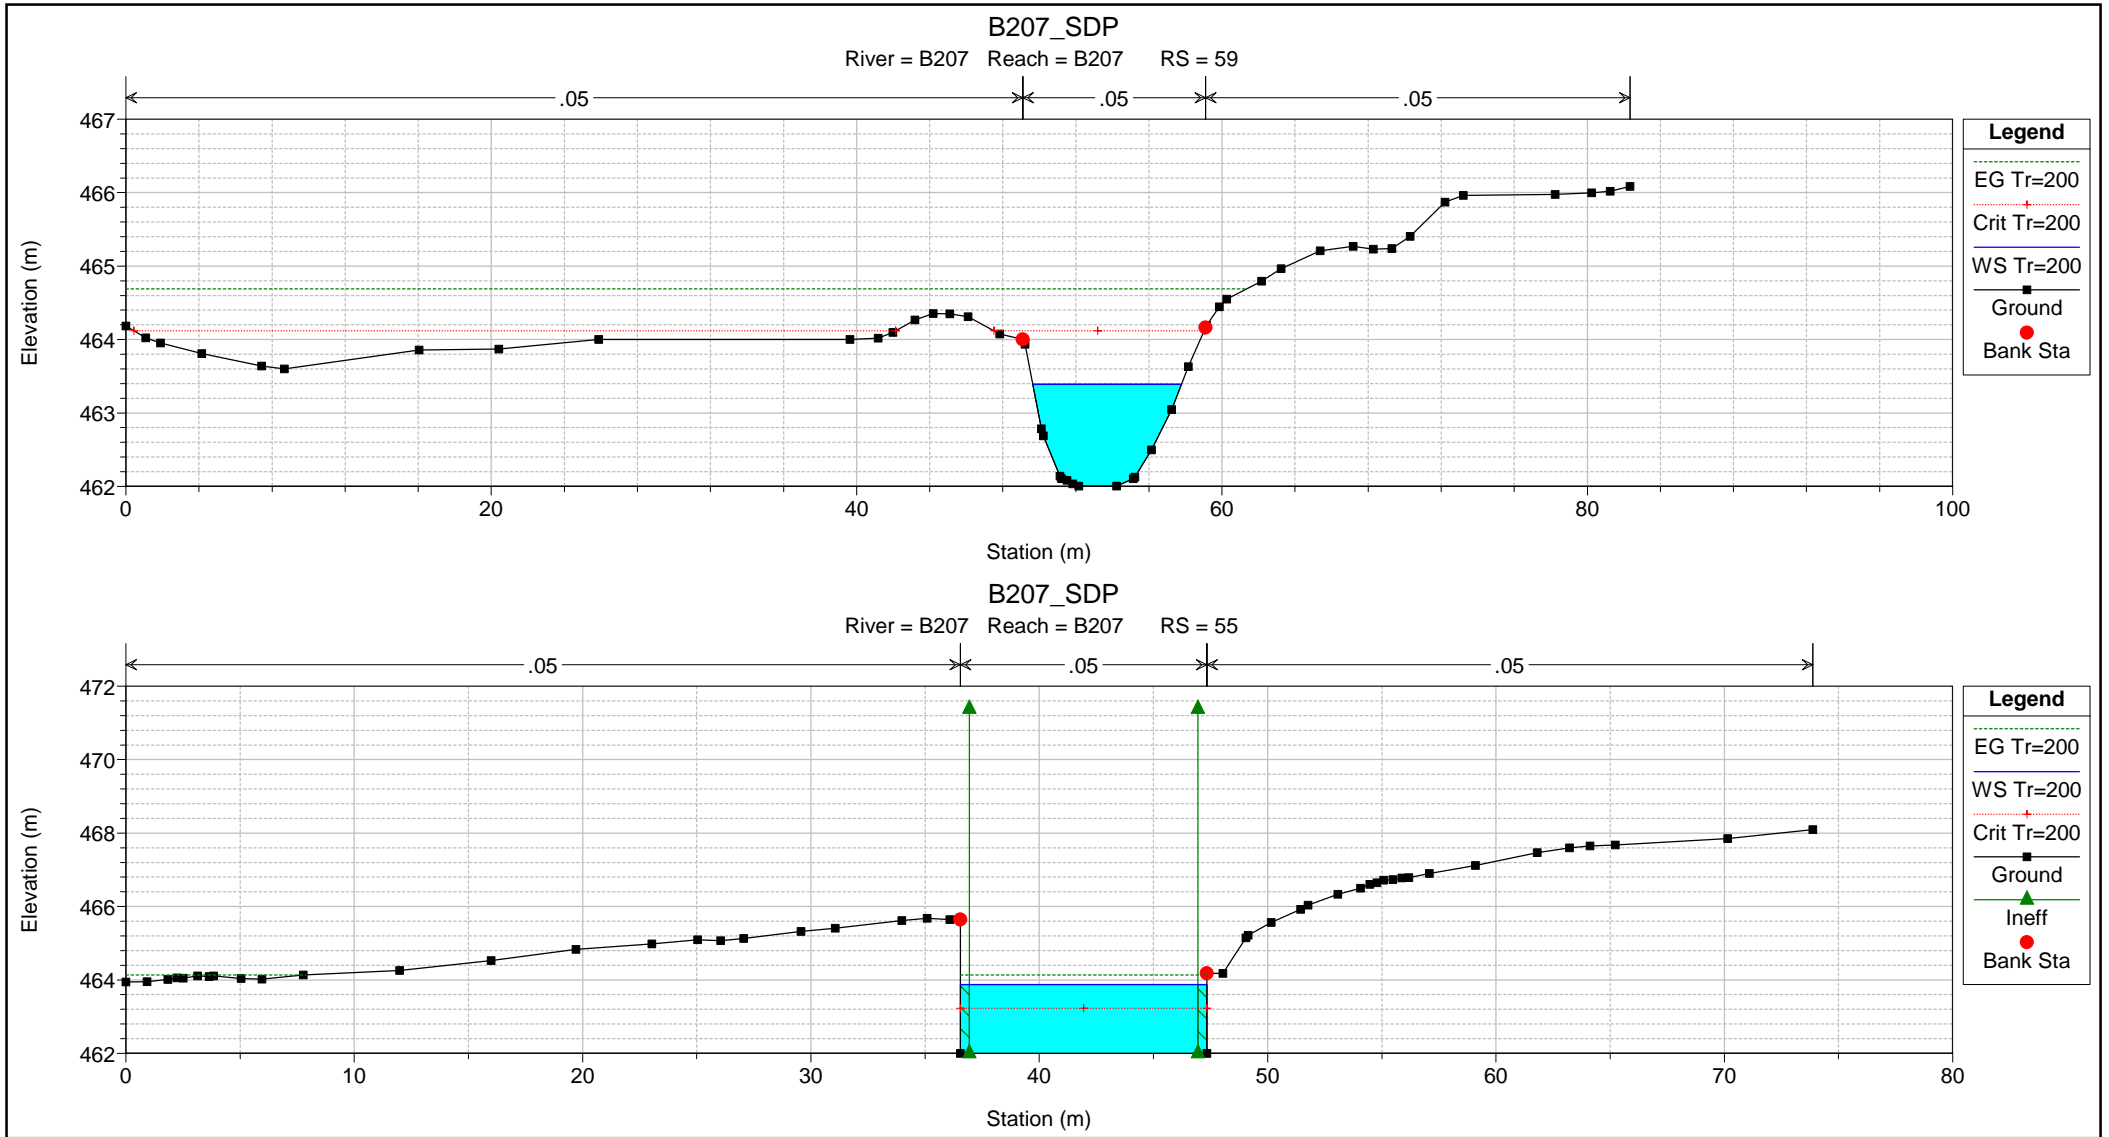 B207_SDP
River = B207 Reach = B207 RS = 59
.05 .05 .05
467
466
465
464
463
462
Elevation (m)
0 20 40 60 80 100
Station (m)
Legend
EG Tr=200
Crit Tr=200
WS Tr=200
Ground
Bank Sta
B207_SDP
River = B207 Reach = B207 RS = 55
.05 .05 .05
472
470
468
466
464
462
Elevation (m)
0 10 20 30 40 50 60 70 80
Station (m)
Legend
EG Tr=200
WS Tr=200
Crit Tr=200
Ground
Ineff
Bank Sta